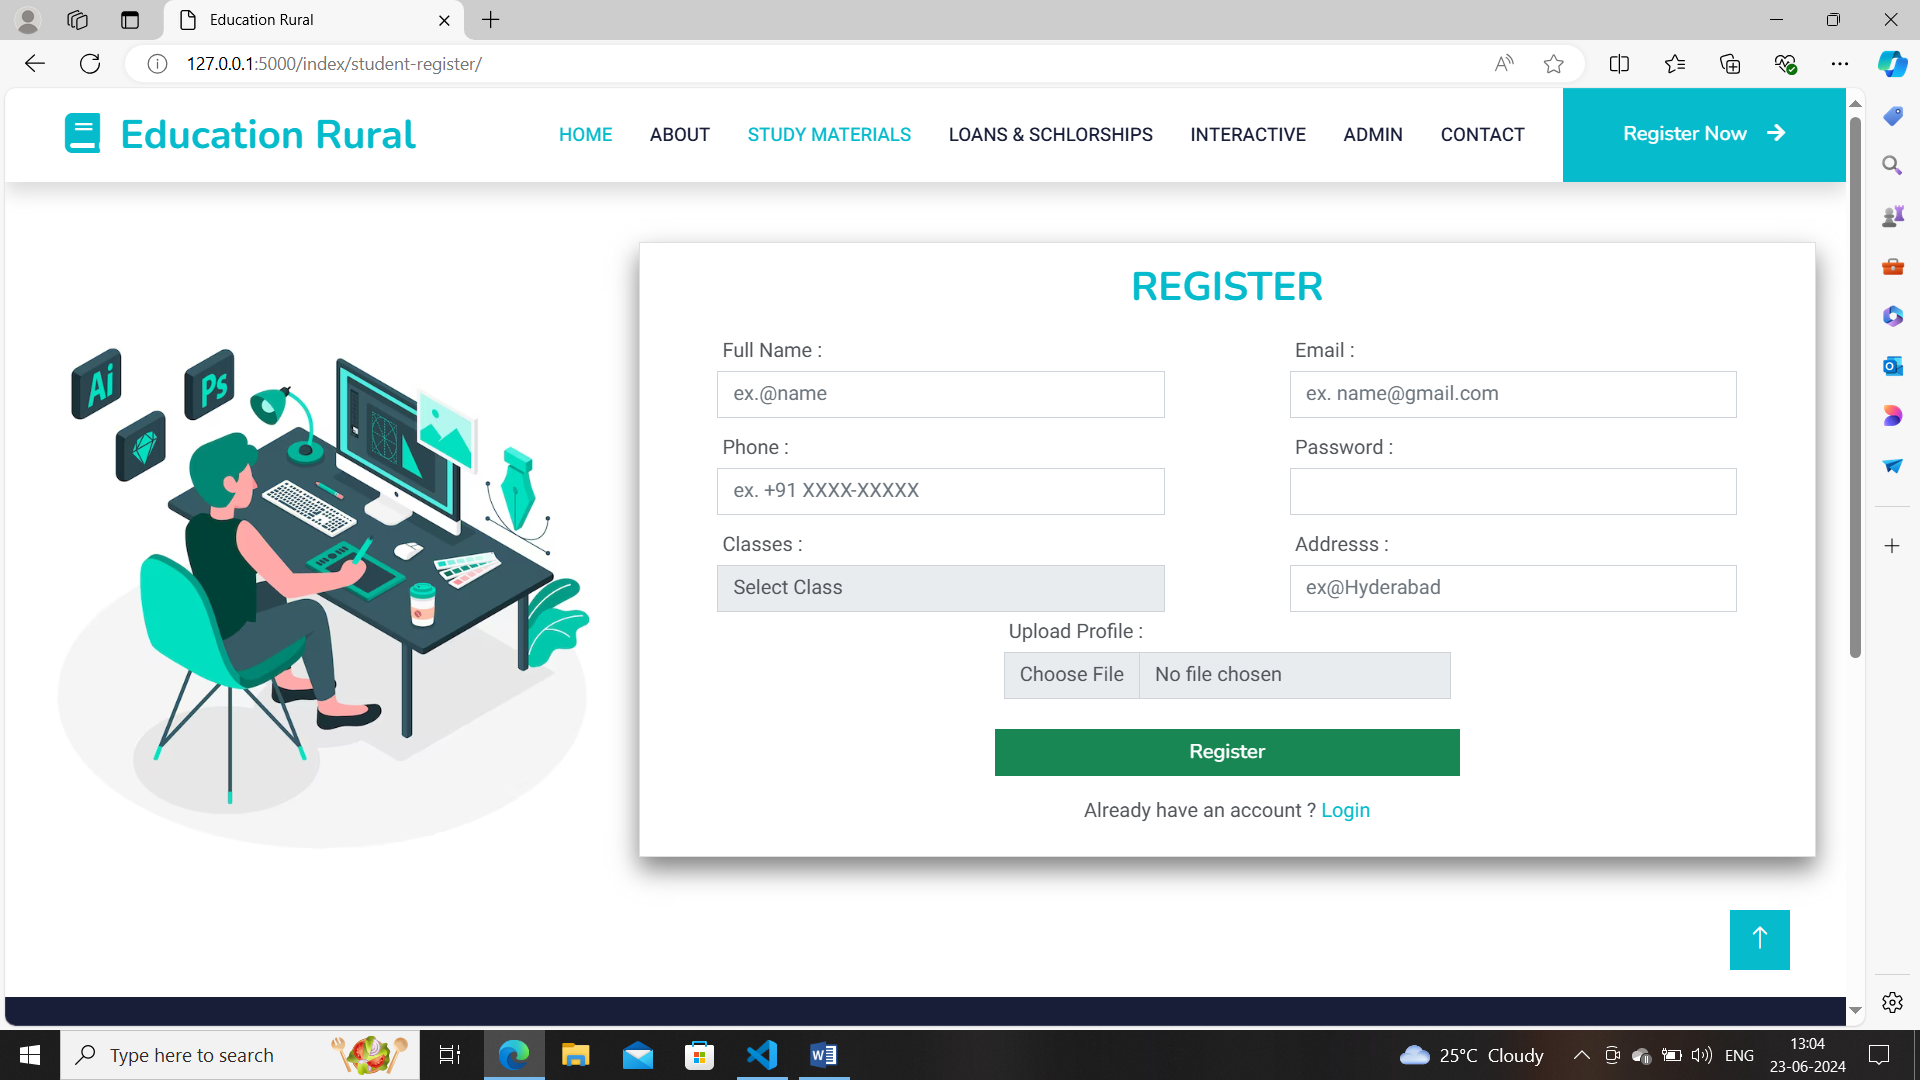 Education Rural
127.0.0.1:5000/index/student-register/
Education Rural
HOME
ABOUT
STUDY MATERIALS
LOANS & SCHLORSHIPS
INTERACTIVE
ADMIN
CONTACT
Register Now
REGISTER
Full Name :
Email :
ex.@name
ex. name@gmail.com
Phone :
Password :
ex. +91 XXXX-XXXXX
Classes :
Addresss :
Select Class
ex@Hyderabad
Upload Profile :
Choose File
No file chosen
Register
Already have an account ? Login
Ai
Ps
Type here to search
25°C Cloudy
ENG
13:04
23-06-2024